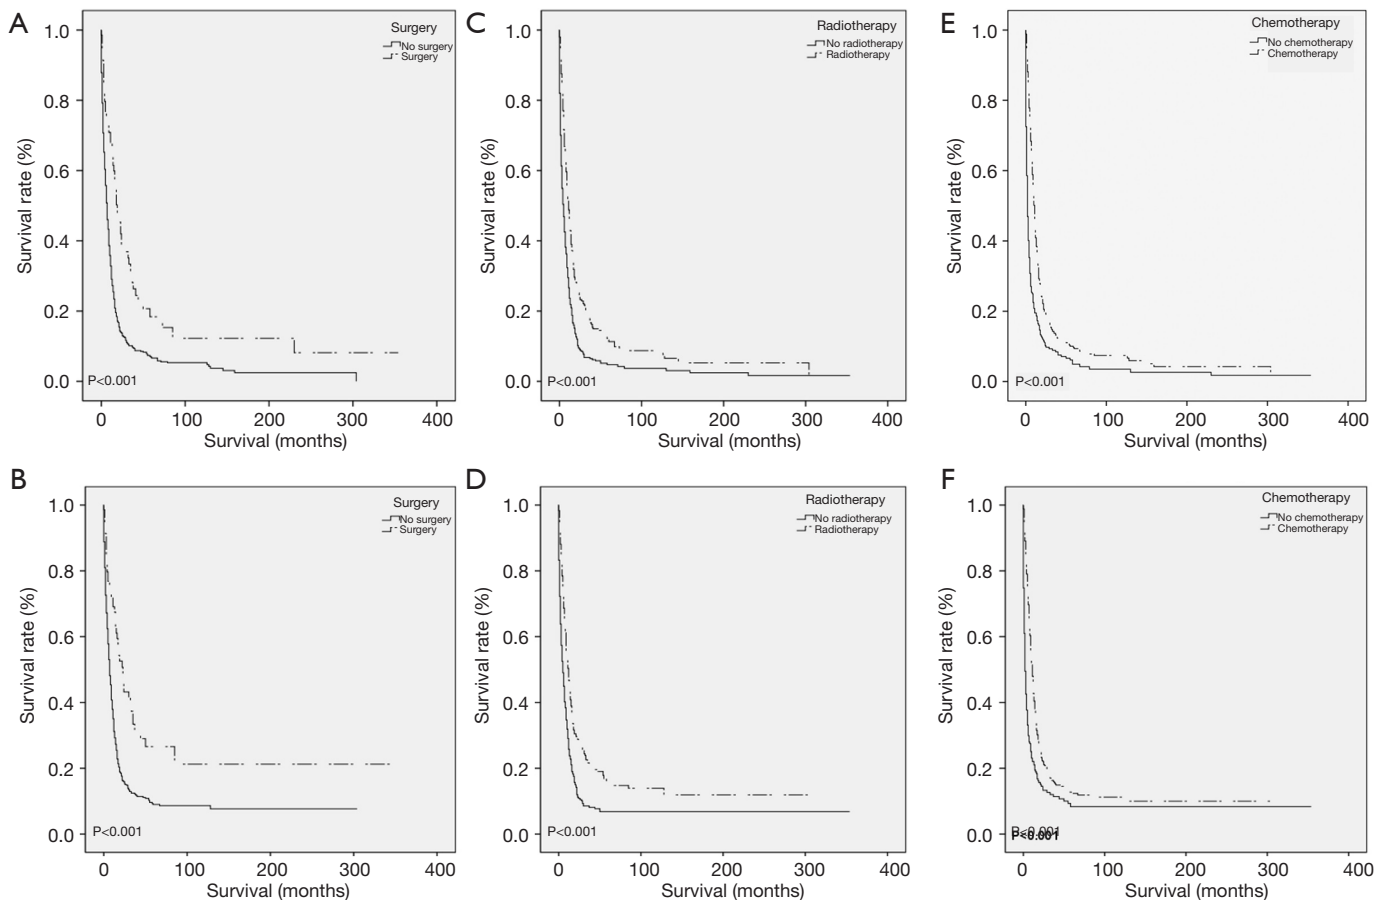 A
Surgery
No surgery
Surgery
1.0
0.8
0.6
0.4
0.2
0.0
Survival rate (%)
P<0.001
0 100 200 300 400
Survival (months)
C
Radiotherapy
No radiotherapy
Radiotherapy
1.0
0.8
0.6
0.4
0.2
0.0
Survival rate (%)
P<0.001
0 100 200 300 400
Survival (months)
E
Chemotherapy
No chemotherapy
Chemotherapy
1.0
0.8
0.6
0.4
0.2
0.0
Survival rate (%)
P<0.001
0 100 200 300 400
Survival (months)
B
Surgery
No surgery
Surgery
1.0
0.8
0.6
0.4
0.2
0.0
Survival rate (%)
P<0.001
0 100 200 300 400
Survival (months)
D
Radiotherapy
No radiotherapy
Radiotherapy
1.0
0.8
0.6
0.4
0.2
0.0
Survival rate (%)
P<0.001
0 100 200 300 400
Survival (months)
F
Chemotherapy
No chemotherapy
Chemotherapy
1.0
0.8
0.6
0.4
0.2
0.0
Survival rate (%)
P<0.001
P<0.001
0 100 200 300 400
Survival (months)